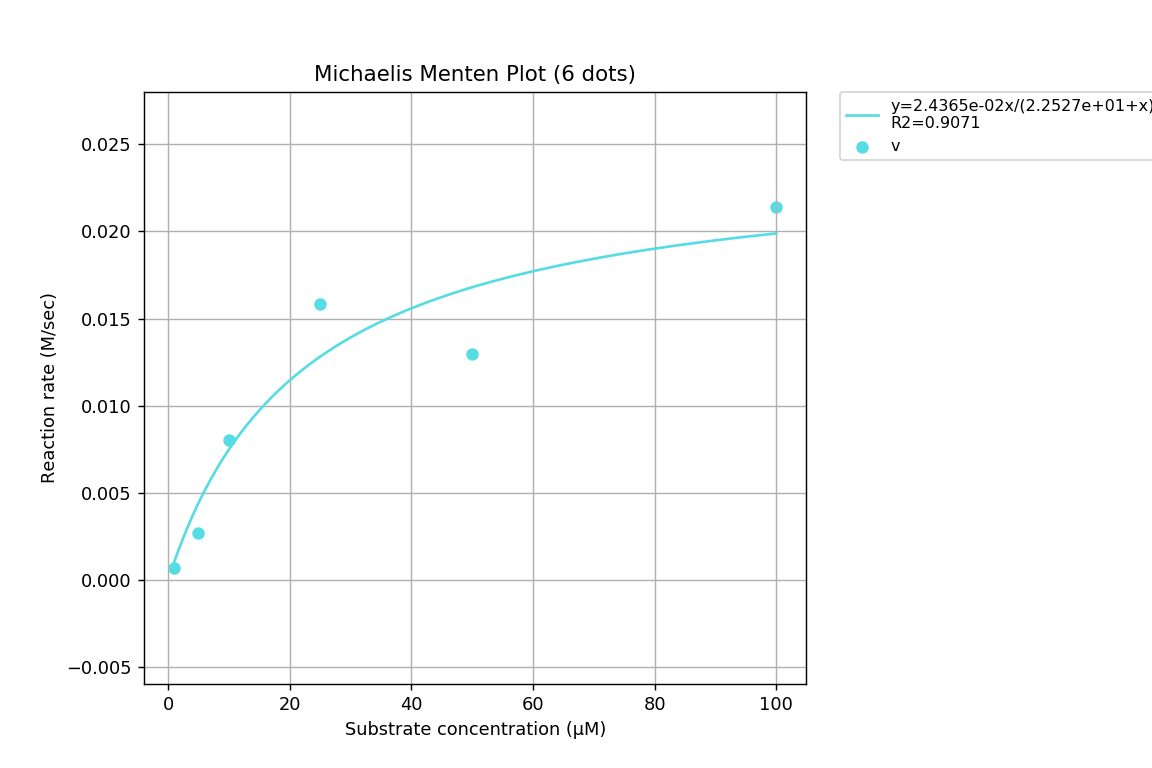 Michaelis Menten Plot (6 dots)
y=2.4365e-02x/(2.2527e+01+x)
R2=0.9071
v
0.025
0.020
0.015
0.010
0.005
0.000
−0.005
Reaction rate (M/sec)
0 20 40 60 80 100
Substrate concentration (μM)